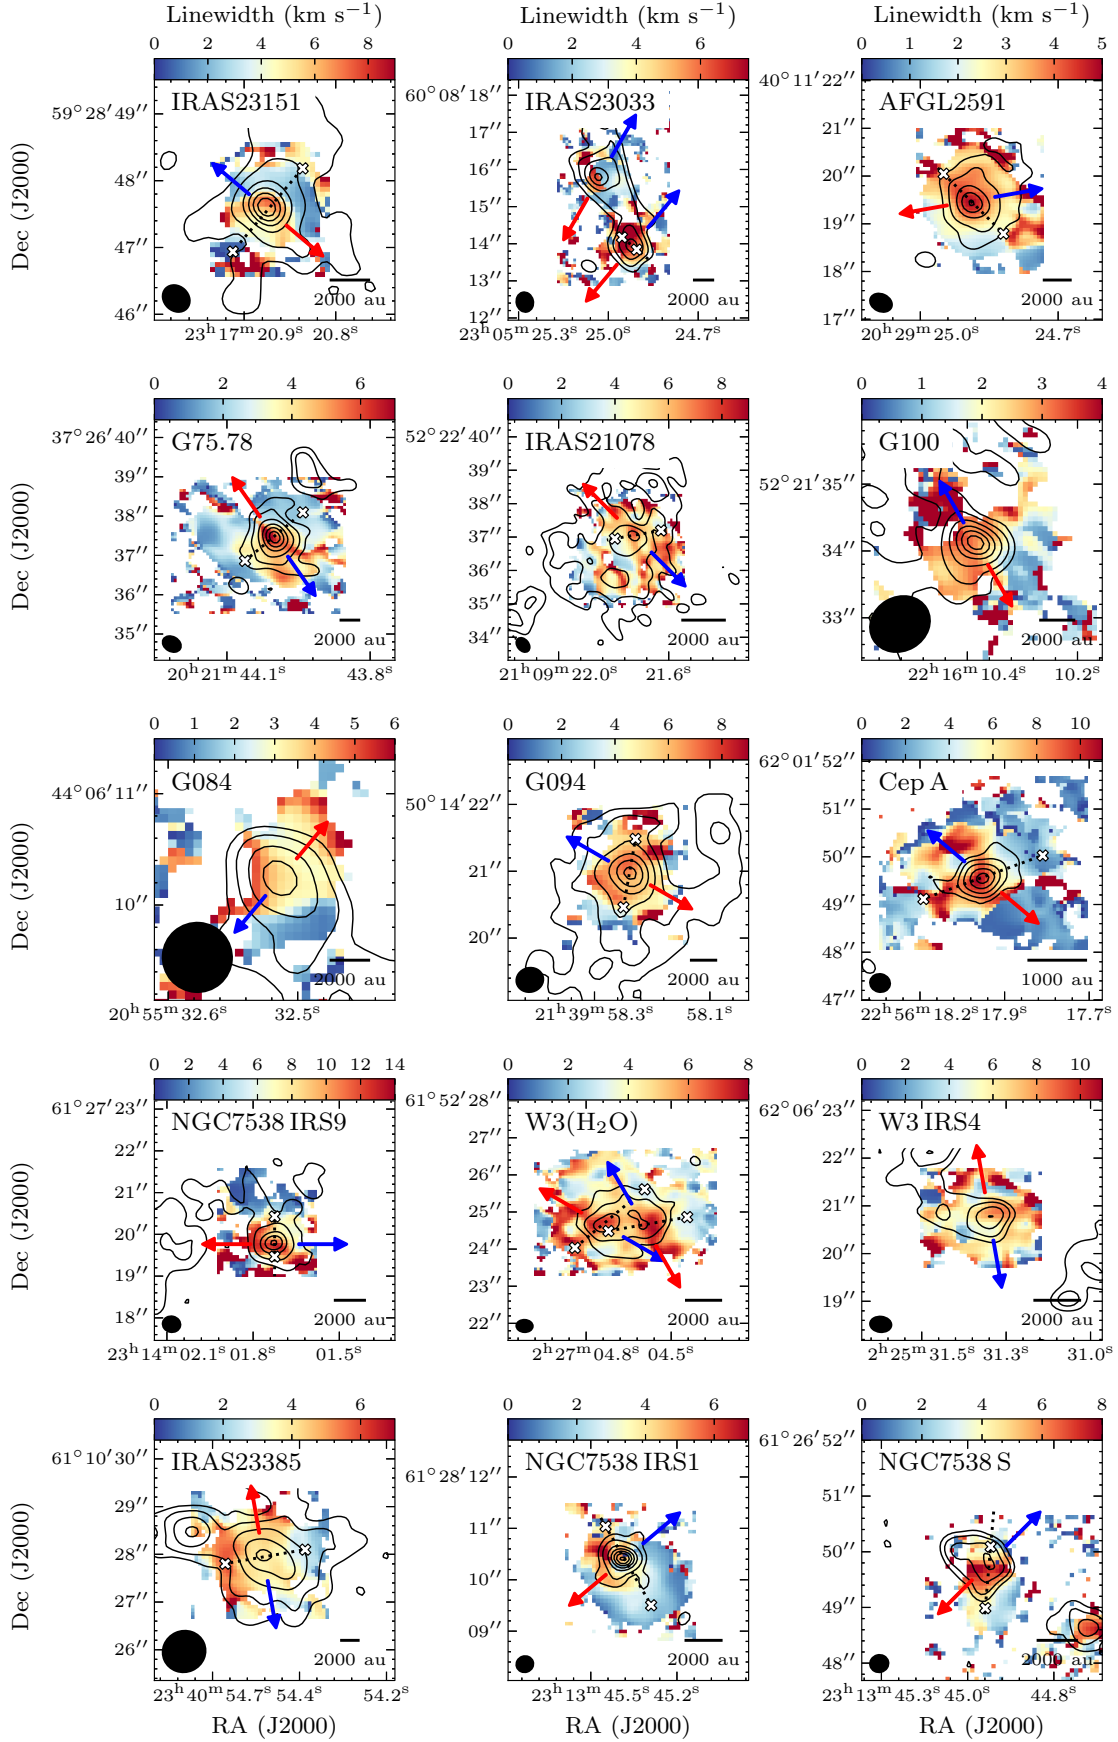 Linewidth (km s⁻¹) Linewidth (km s⁻¹) Linewidth (km s⁻¹)
0 2 4 6 8 0 2 4 6 0 1 2 3 4 5
IRAS23151 IRAS23033 AFGL2591
Dec (J2000)
59°28′49′′ 48′′ 47′′ 46′′
60°08′18′′ 17′′ 16′′ 15′′ 14′′ 13′′ 12′′
40°11′22′′ 21′′ 20′′ 19′′ 18′′ 17′′
2000 au 2000 au 2000 au
23ʰ17ᵐ20.9ˢ 20.8ˢ 23ʰ05ᵐ25.3ˢ 25.0ˢ 24.7ˢ 20ʰ29ᵐ25.0ˢ 24.7ˢ
0 2 4 6 0 2 4 6 8 0 1 2 3 4
G75.78 IRAS21078 G100
Dec (J2000)
37°26′40′′ 39′′ 38′′ 37′′ 36′′ 35′′
52°22′40′′ 39′′ 38′′ 37′′ 36′′ 35′′ 34′′
52°21′35′′ 34′′ 33′′
2000 au 2000 au 2000 au
20ʰ21ᵐ44.1ˢ 43.8ˢ 21ʰ09ᵐ22.0ˢ 21.6ˢ 22ʰ16ᵐ10.4ˢ 10.2ˢ
0 1 2 3 4 5 6 0 2 4 6 8 0 2 4 6 8 10
G084 G094 Cep A
Dec (J2000)
44°06′11′′ 10′′
50°14′22′′ 21′′ 20′′
62°01′52′′ 51′′ 50′′ 49′′ 48′′ 47′′
2000 au 2000 au 1000 au
20ʰ55ᵐ32.6ˢ 32.5ˢ 21ʰ39ᵐ58.3ˢ 58.1ˢ 22ʰ56ᵐ18.2ˢ 17.9ˢ 17.7ˢ
0 2 4 6 8 10 12 14 0 2 4 6 8 0 2 4 6 8 10
NGC7538 IRS9 W3(H₂O) W3 IRS4
Dec (J2000)
61°27′23′′ 22′′ 21′′ 20′′ 19′′ 18′′
61°52′28′′ 27′′ 26′′ 25′′ 24′′ 23′′ 22′′
62°06′23′′ 22′′ 21′′ 20′′ 19′′
2000 au 2000 au 2000 au
23ʰ14ᵐ02.1ˢ 01.8ˢ 01.5ˢ 2ʰ27ᵐ04.8ˢ 04.5ˢ 2ʰ25ᵐ31.5ˢ 31.3ˢ 31.0ˢ
0 2 4 6 8 0 2 4 6 8 0 2 4 6 8
IRAS23385 NGC7538 IRS1 NGC7538 S
Dec (J2000)
61°10′30′′ 29′′ 28′′ 27′′ 26′′
61°28′12′′ 11′′ 10′′ 09′′
61°26′52′′ 51′′ 50′′ 49′′ 48′′
2000 au 2000 au 2000 au
23ʰ40ᵐ54.7ˢ 54.4ˢ 54.2ˢ 23ʰ13ᵐ45.5ˢ 45.2ˢ 23ʰ13ᵐ45.3ˢ 45.0ˢ 44.8ˢ
RA (J2000) RA (J2000) RA (J2000)